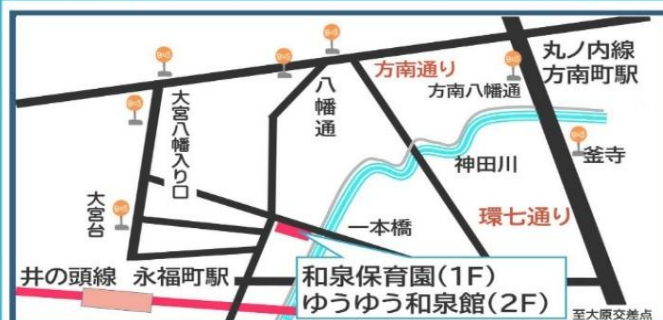 丸ノ内線
方南町駅
方南通り
方南八幡通
八幡通
大宮八幡入り口
釜寺
神田川
大宮台
環七通り
一本橋
井の頭線 永福町駅
和泉保育園(1F)
ゆうゆう和泉館(2F)
至大原交差点